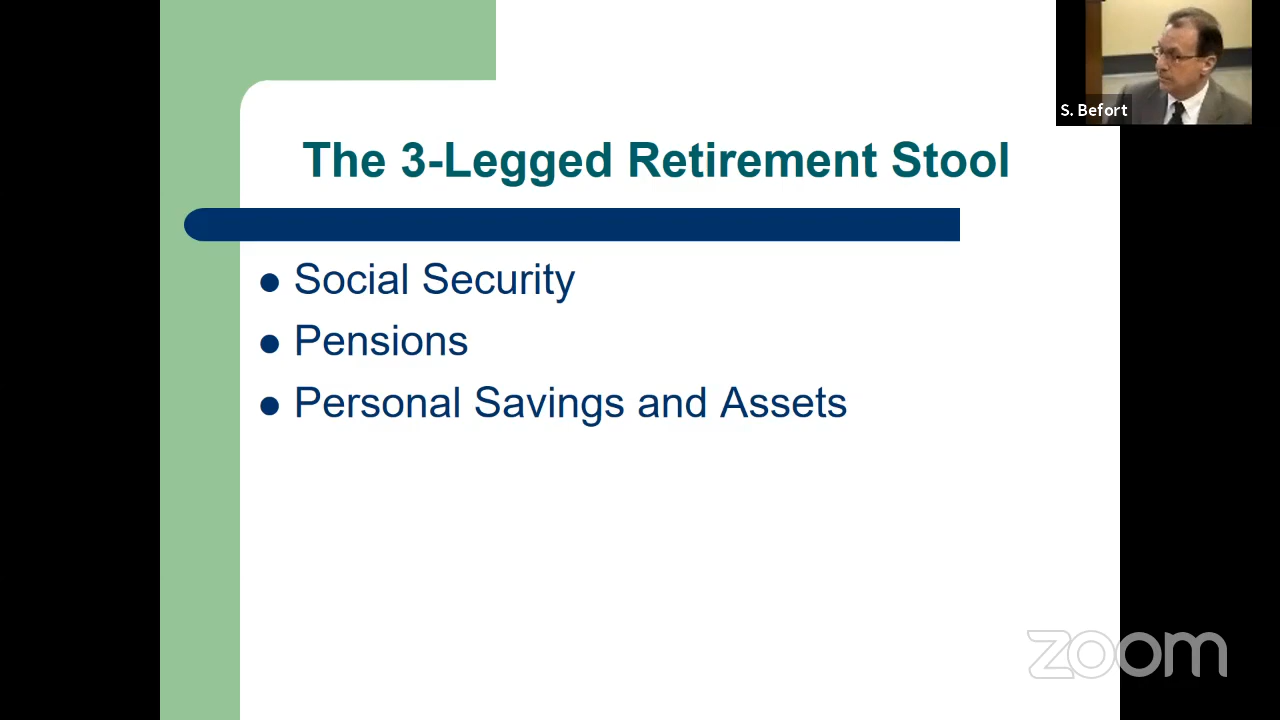 S. Befort
The 3-Legged Retirement Stool
Social Security
Pensions
Personal Savings and Assets
zoom